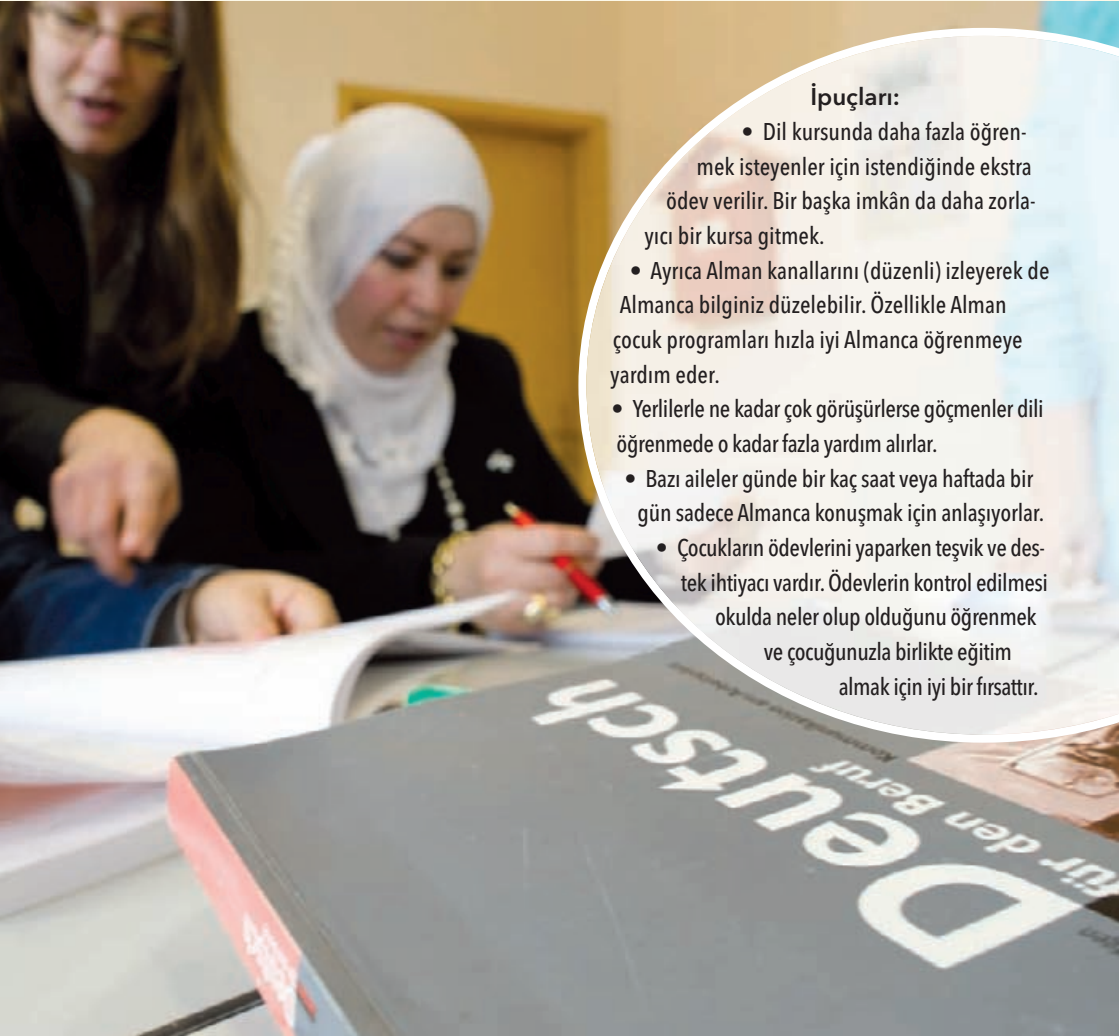 İpuçları:
• Dil kursunda daha fazla öğren-
mek isteyenler için istendiğinde ekstra
ödev verilir. Bir başka imkân da daha zorla-
yıcı bir kursa gitmek.
• Ayrıca Alman kanallarını (düzenli) izleyerek de
Almanca bilginiz düzelebilir. Özellikle Alman
çocuk programları hızla iyi Almanca öğrenmeye
yardım eder.
• Yerlilerle ne kadar çok görüşürlerse göçmenler dili
öğrenmede o kadar fazla yardım alırlar.
• Bazı aileler günde bir kaç saat veya haftada bir
gün sadece Almanca konuşmak için anlaşıyorlar.
• Çocukların ödevlerini yaparken teşvik ve des-
tek ihtiyacı vardır. Ödevlerin kontrol edilmesi
okulda neler olup olduğunu öğrenmek
ve çocuğunuzla birlikte eğitim
almak için iyi bir fırsattır.
Deutsch
für den Beruf
Kommunikation am Arbeitsplatz